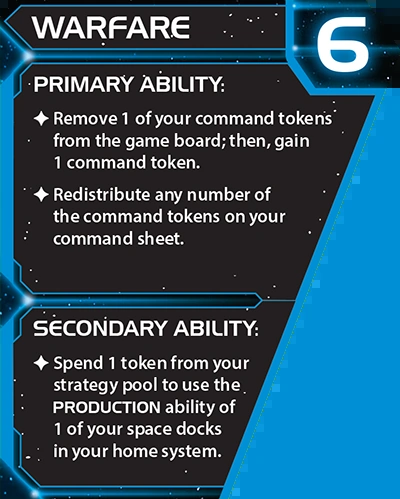 WARFARE
6
PRIMARY ABILITY:
Remove 1 of your command tokens
from the game board; then, gain
1 command token.
Redistribute any number of
the command tokens on your
command sheet.
SECONDARY ABILITY:
Spend 1 token from your
strategy pool to use the
PRODUCTION ability of
1 of your space docks
in your home system.